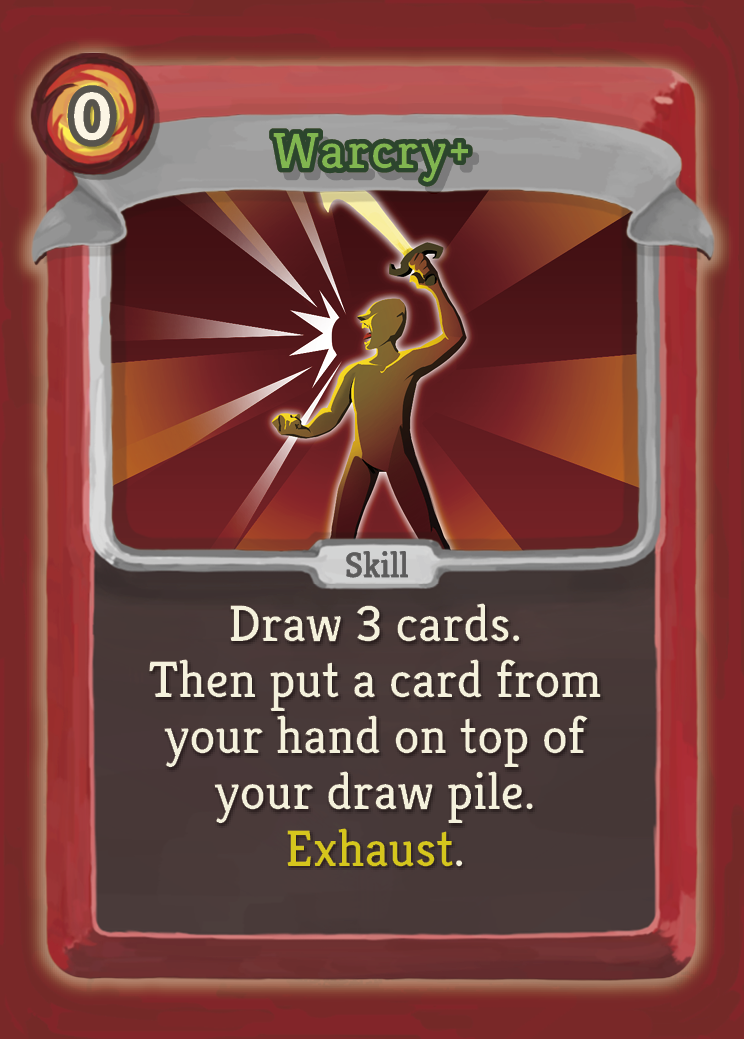 0
Warcry+
Skill
Draw 3 cards.
Then put a card from
your hand on top of
your draw pile.
Exhaust.